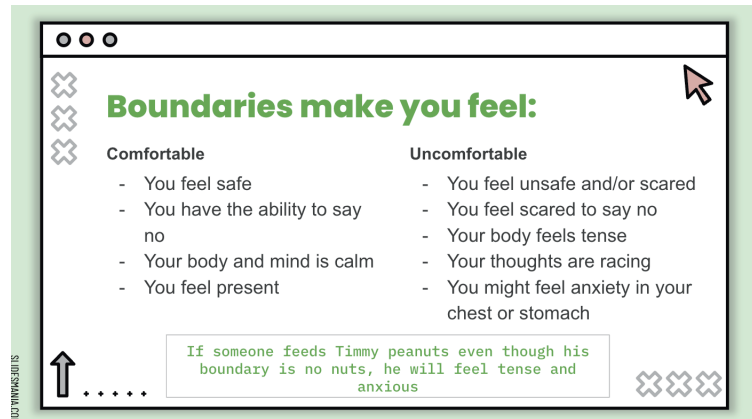 Boundaries make you feel:
Comfortable
- You feel safe
- You have the ability to say
no
- Your body and mind is calm
- You feel present
Uncomfortable
- You feel unsafe and/or scared
- You feel scared to say no
- Your body feels tense
- Your thoughts are racing
- You might feel anxiety in your
chest or stomach
If someone feeds Timmy peanuts even though his
boundary is no nuts, he will feel tense and
anxious